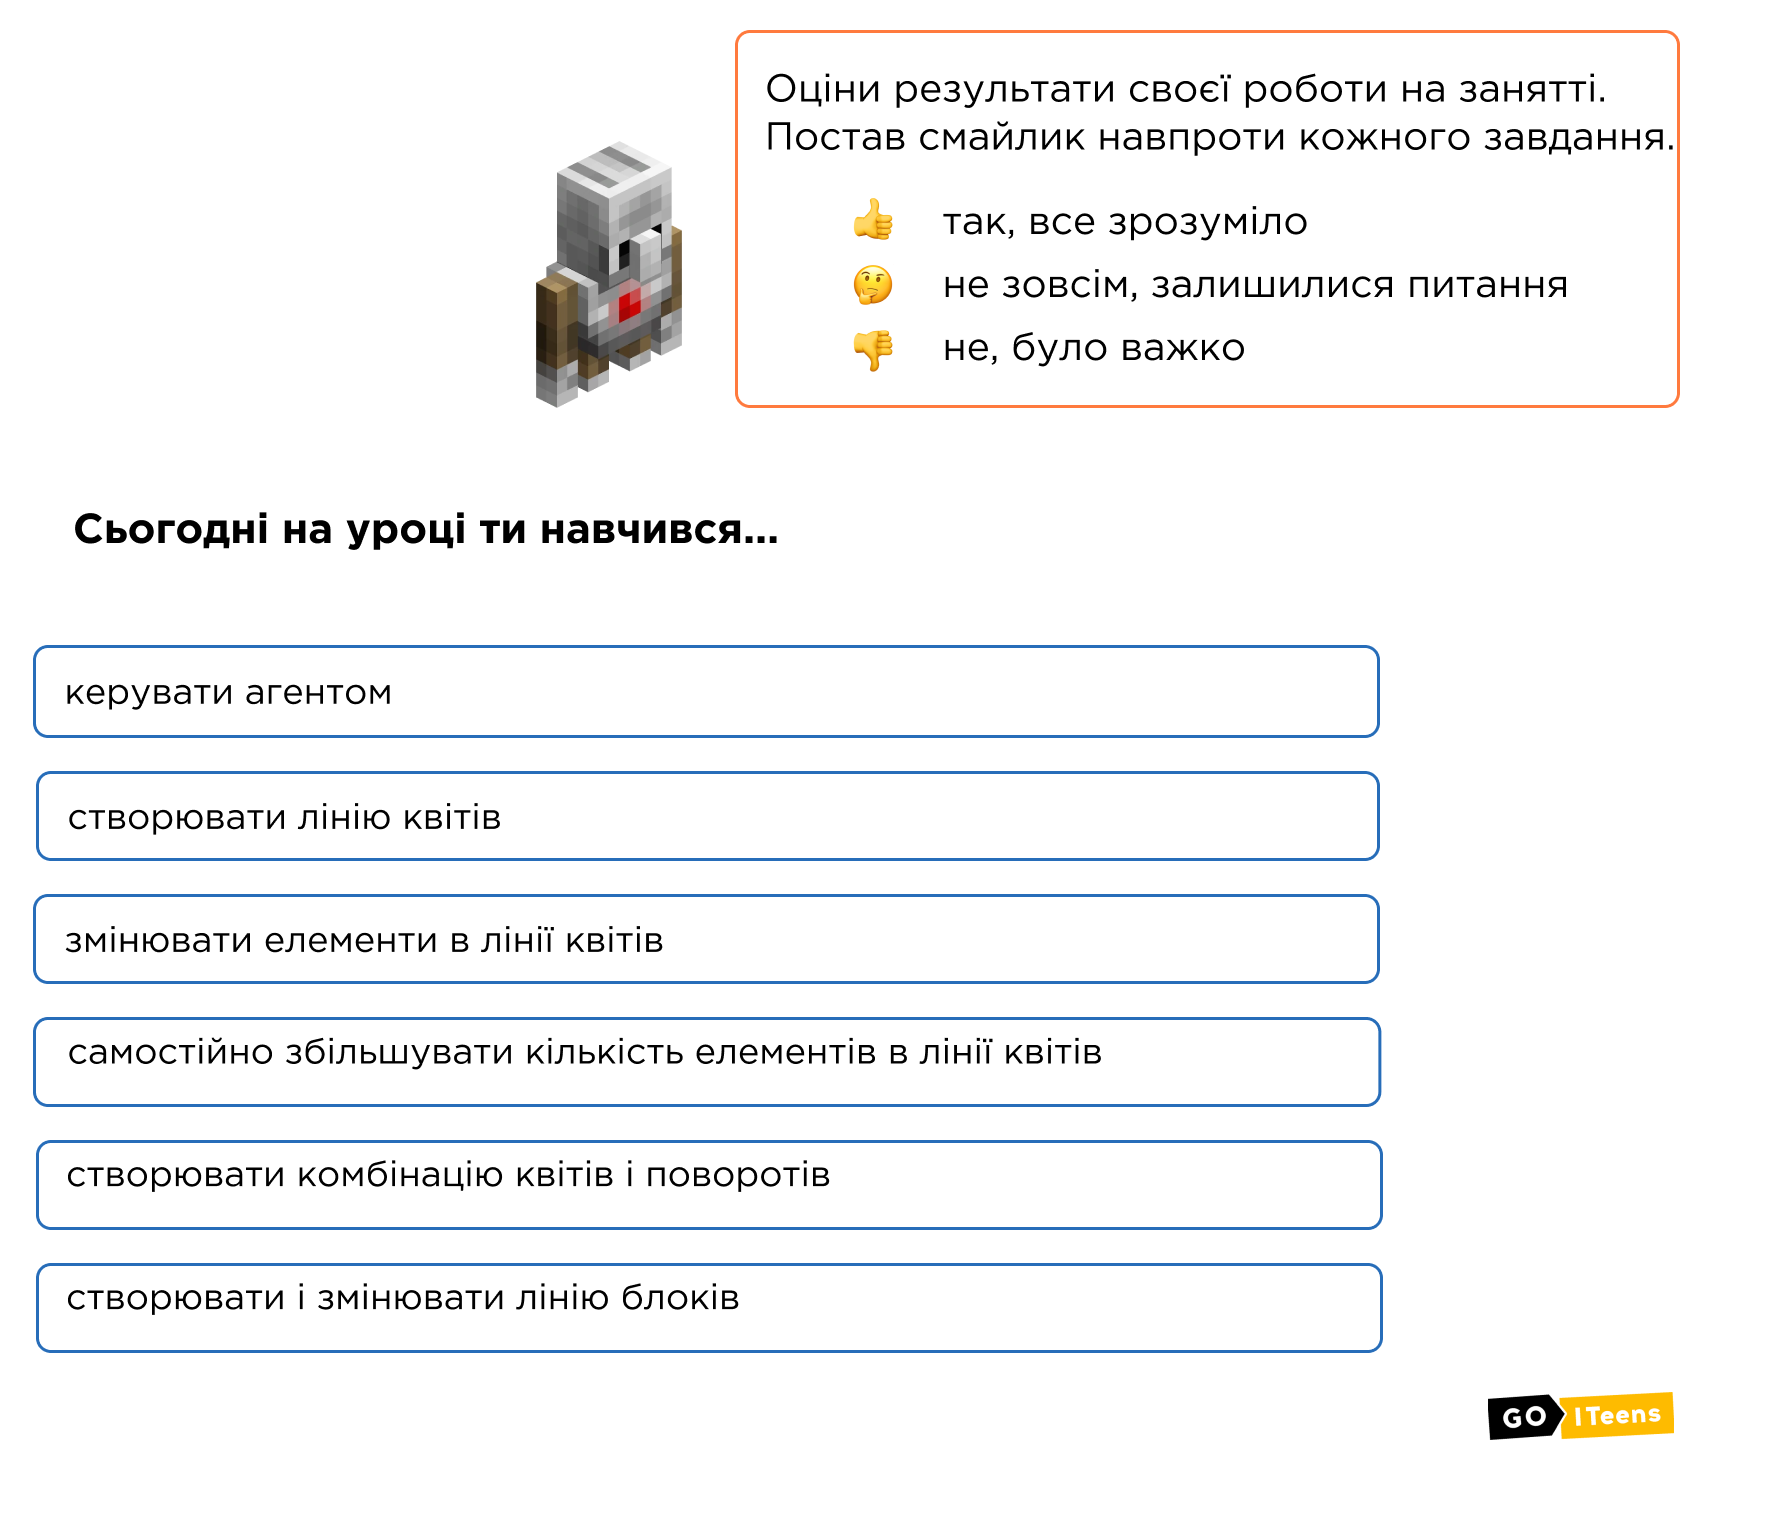 Оціни результати своєї роботи на занятті.
Постав смайлик навпроти кожного завдання.
👍 так, все зрозуміло
🤔 не зовсім, залишилися питання
👎 не, було важко
Сьогодні на уроці ти навчився...
керувати агентом
створювати лінію квітів
змінювати елементи в лінії квітів
самостійно збільшувати кількість елементів в лінії квітів
створювати комбінацію квітів і поворотів
створювати і змінювати лінію блоків
GO ITeens